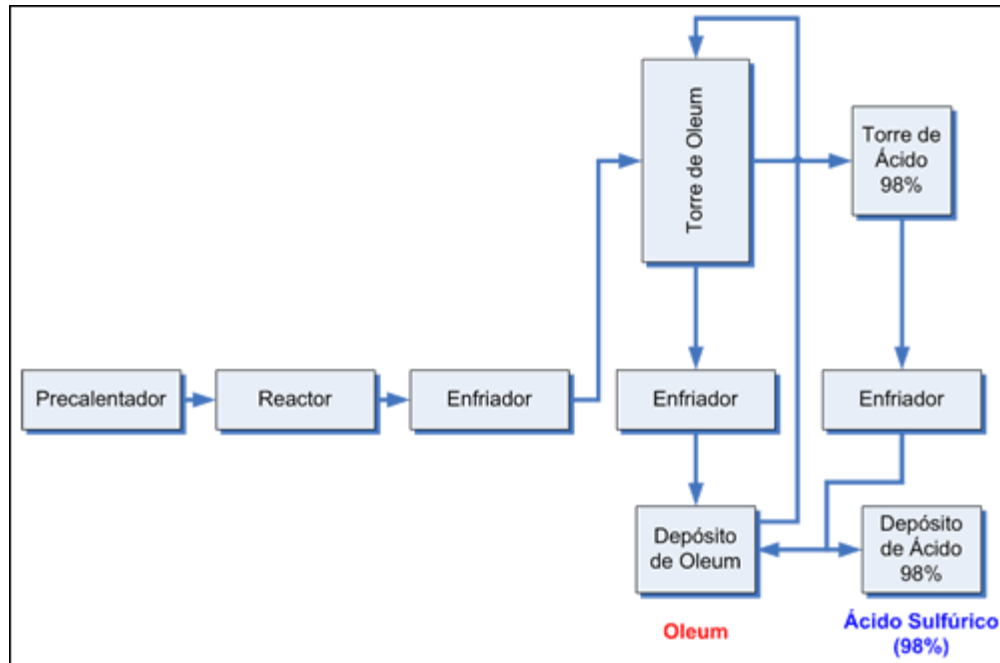 Torre de Oleum
Torre de
Ácido
98%
Precalentador
Reactor
Enfriador
Enfriador
Enfriador
Depósito
de Oleum
Depósito
de Ácido
98%
Oleum
Ácido Sulfúrico
(98%)